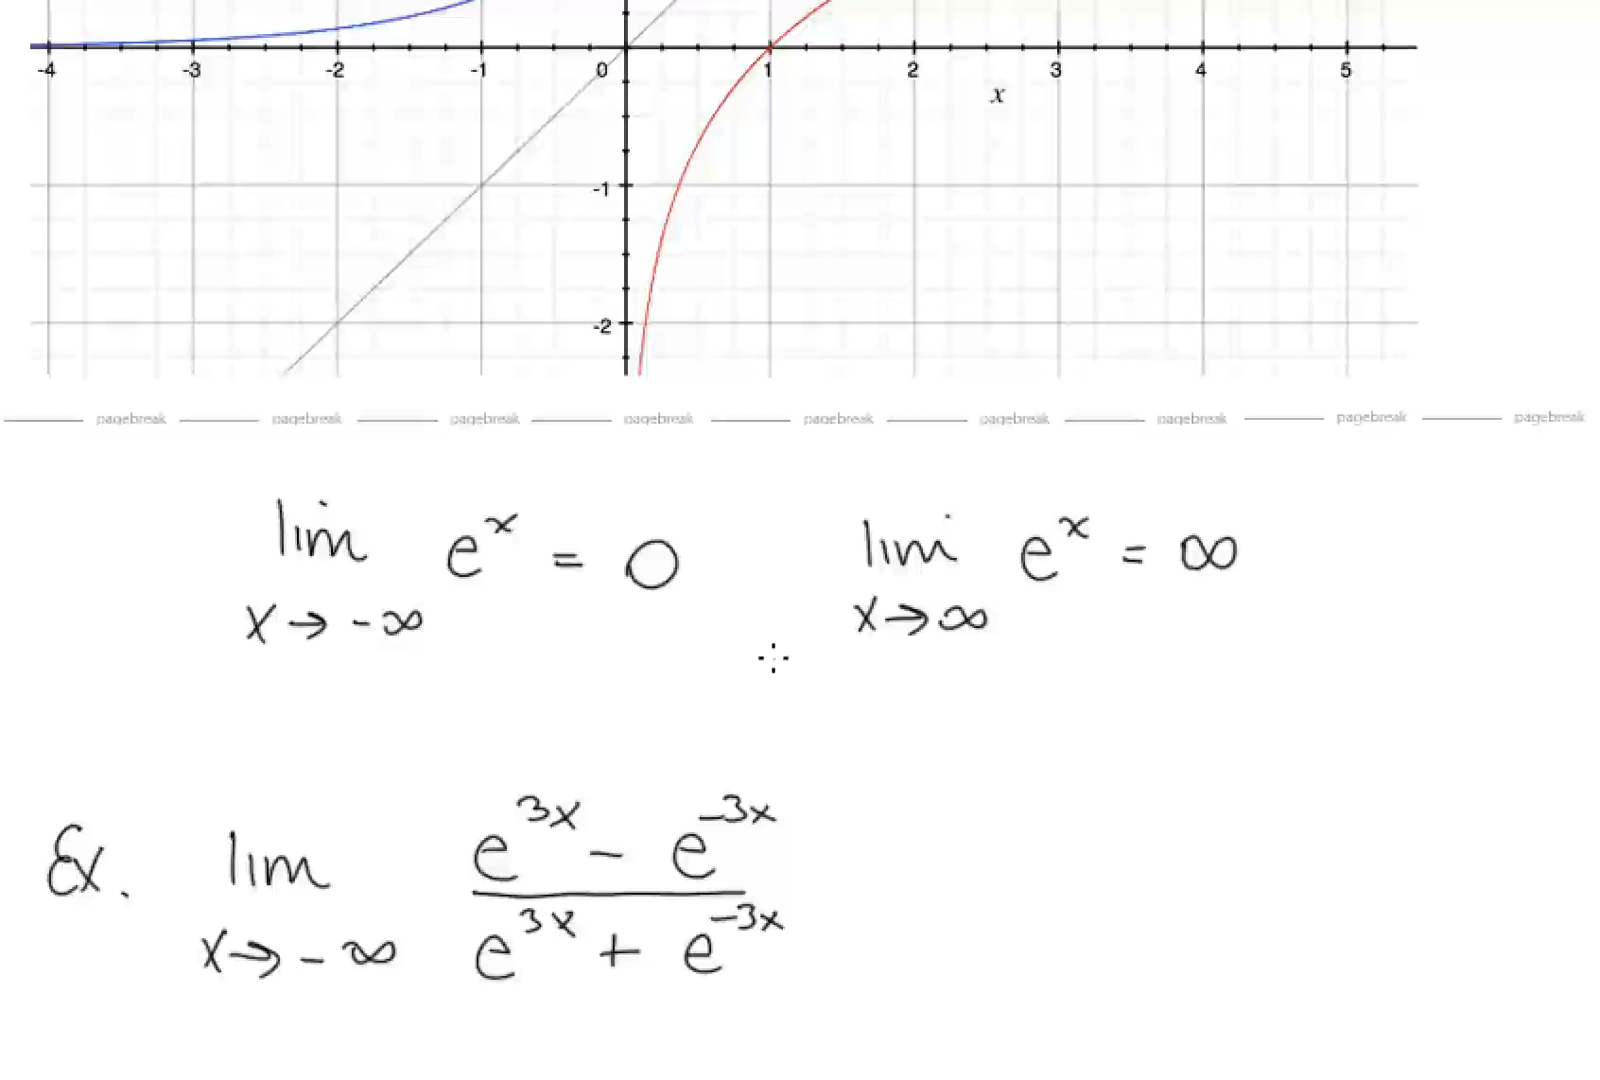 -4 -3 -2 -1 0 1 2 3 4 5
x
-1
-2
pagebreak pagebreak pagebreak pagebreak pagebreak pagebreak pagebreak pagebreak pagebreak
lim e^x = 0 lim e^x = ∞
x → -∞ x → ∞
Ex. lim (e^{3x} - e^{-3x}) / (e^{3x} + e^{-3x})
x → -∞